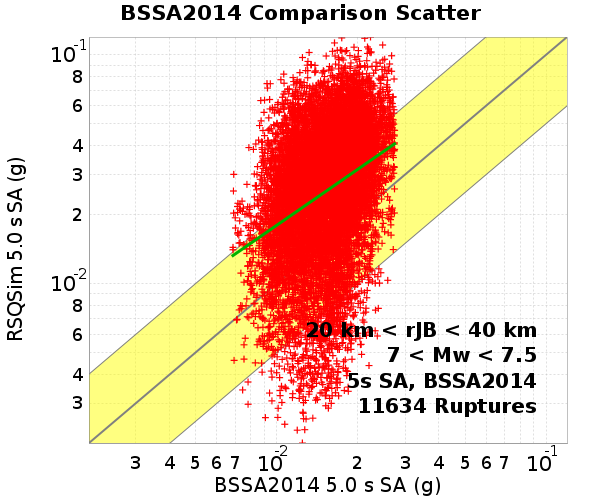 BSSA2014 Comparison Scatter
RSQSim 5.0 s SA (g)
10-1
8
6
4
3
2
10-2
8
6
4
3
20 km < rJB < 40 km
7 < Mw < 7.5
5s SA, BSSA2014
11634 Ruptures
3 4 5 6 7 10-2 2 3 4 5 6 7 10-1
BSSA2014 5.0 s SA (g)